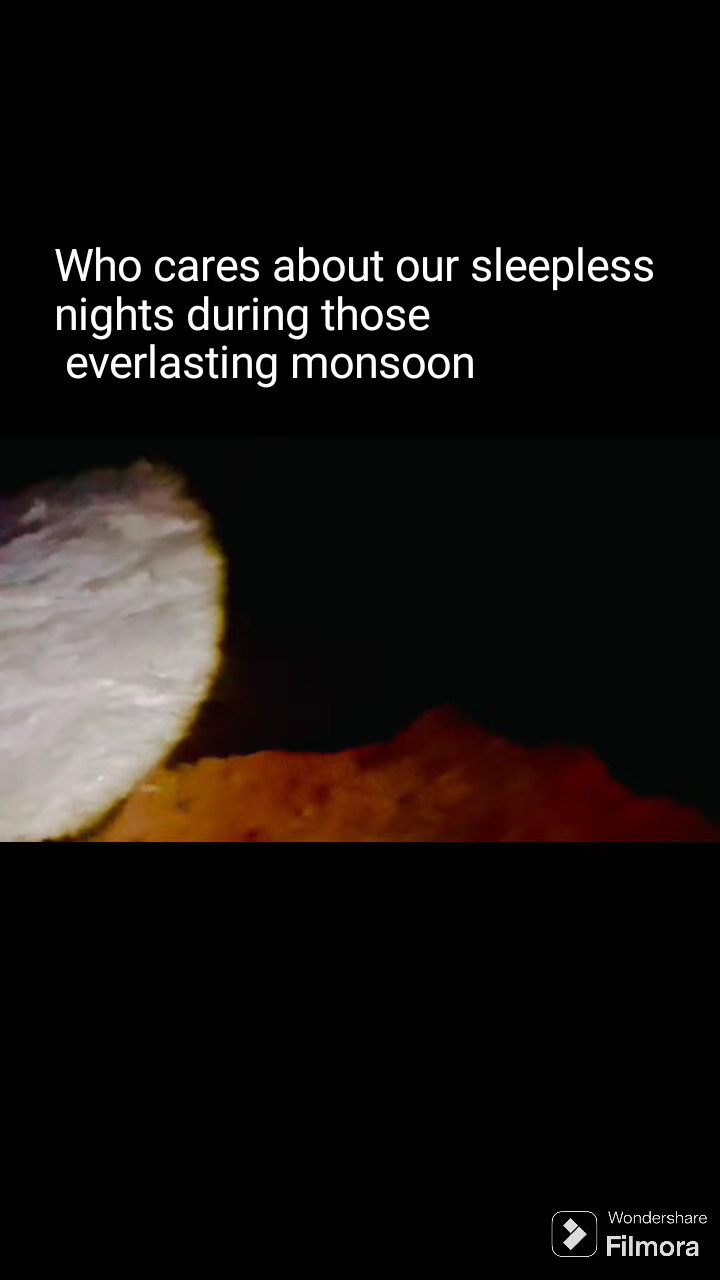 Who cares about our sleepless
nights during those
everlasting monsoon
Wondershare
Filmora